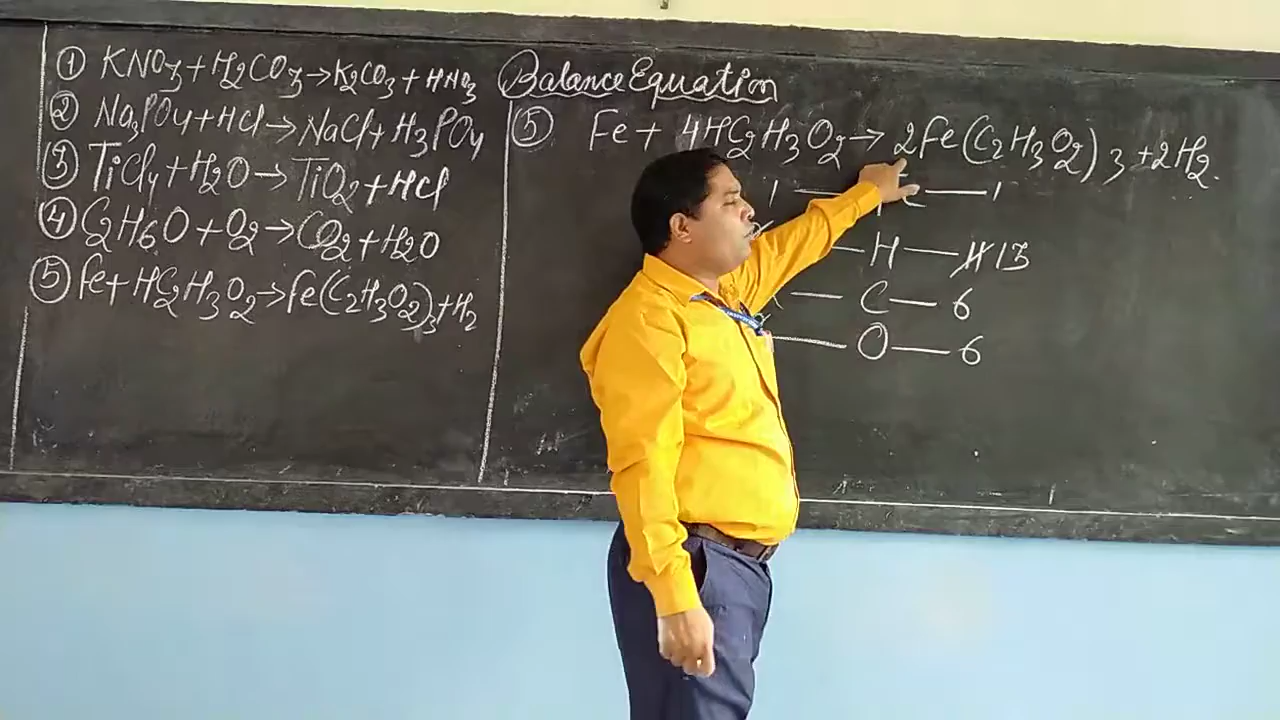 ① KNO3+H2CO3→K2CO3+HNO3
② Na3PO4+HCl→NaCl+H3PO4
③ TiCl4+H2O→TiO2+HCl
④ C2H6O+O2→CO2+H2O
⑤ Fe+HC2H3O2→Fe(C2H3O2)3+H2
Balance Equation
⑤ Fe+4HC2H3O2→2Fe(C2H3O2)3+2H2.
1 — Fe — 1
— H — 11 13
— C — 6
— O — 6